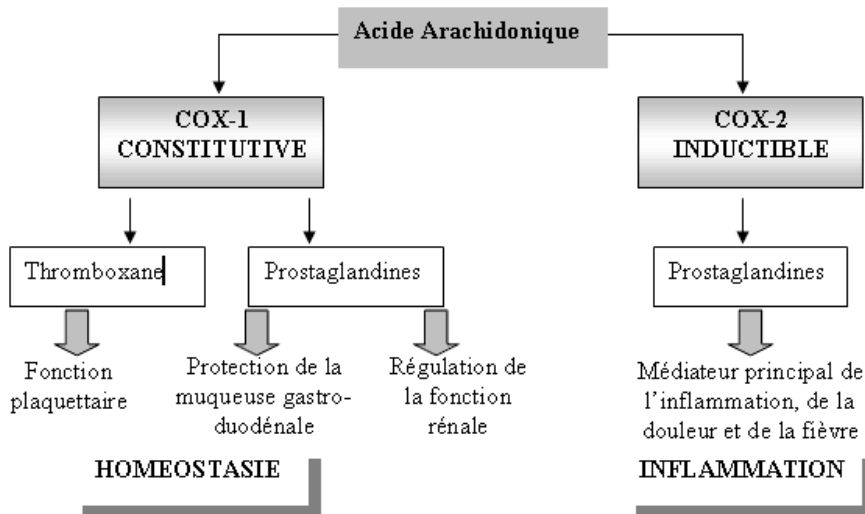 Acide Arachidonique
COX-1
CONSTITUTIVE
COX-2
INDUCTIBLE
Thromboxane
Prostaglandines
Prostaglandines
Fonction
plaquettaire
Protection de la
muqueuse gastro-
duodénale
Régulation de
la fonction
rénale
Médiateur principal de
l’inflammation, de la
douleur et de la fièvre
HOMEOSTASIE
INFLAMMATION